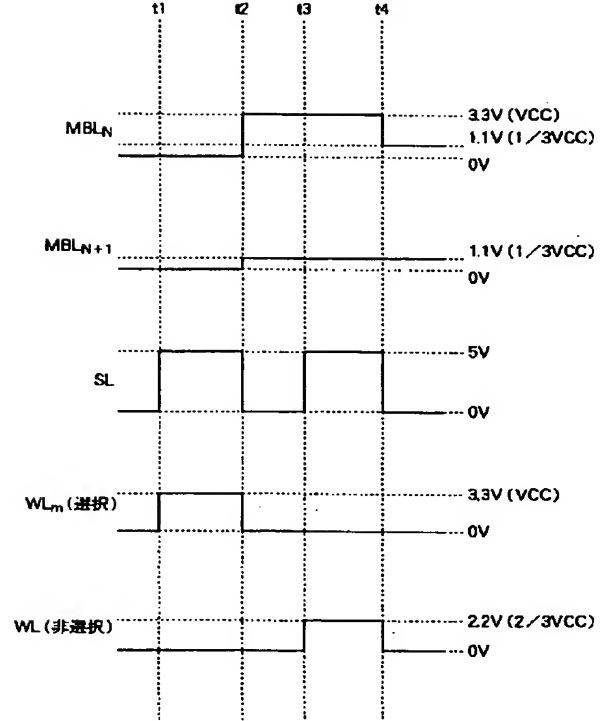 t1 t2 t3 t4
MBLN
3.3V (VCC)
1.1V (1/3VCC)
0V
MBLN+1
1.1V (1/3VCC)
0V
SL
5V
0V
WLm (選択)
3.3V (VCC)
0V
WL (非選択)
2.2V (2/3VCC)
0V